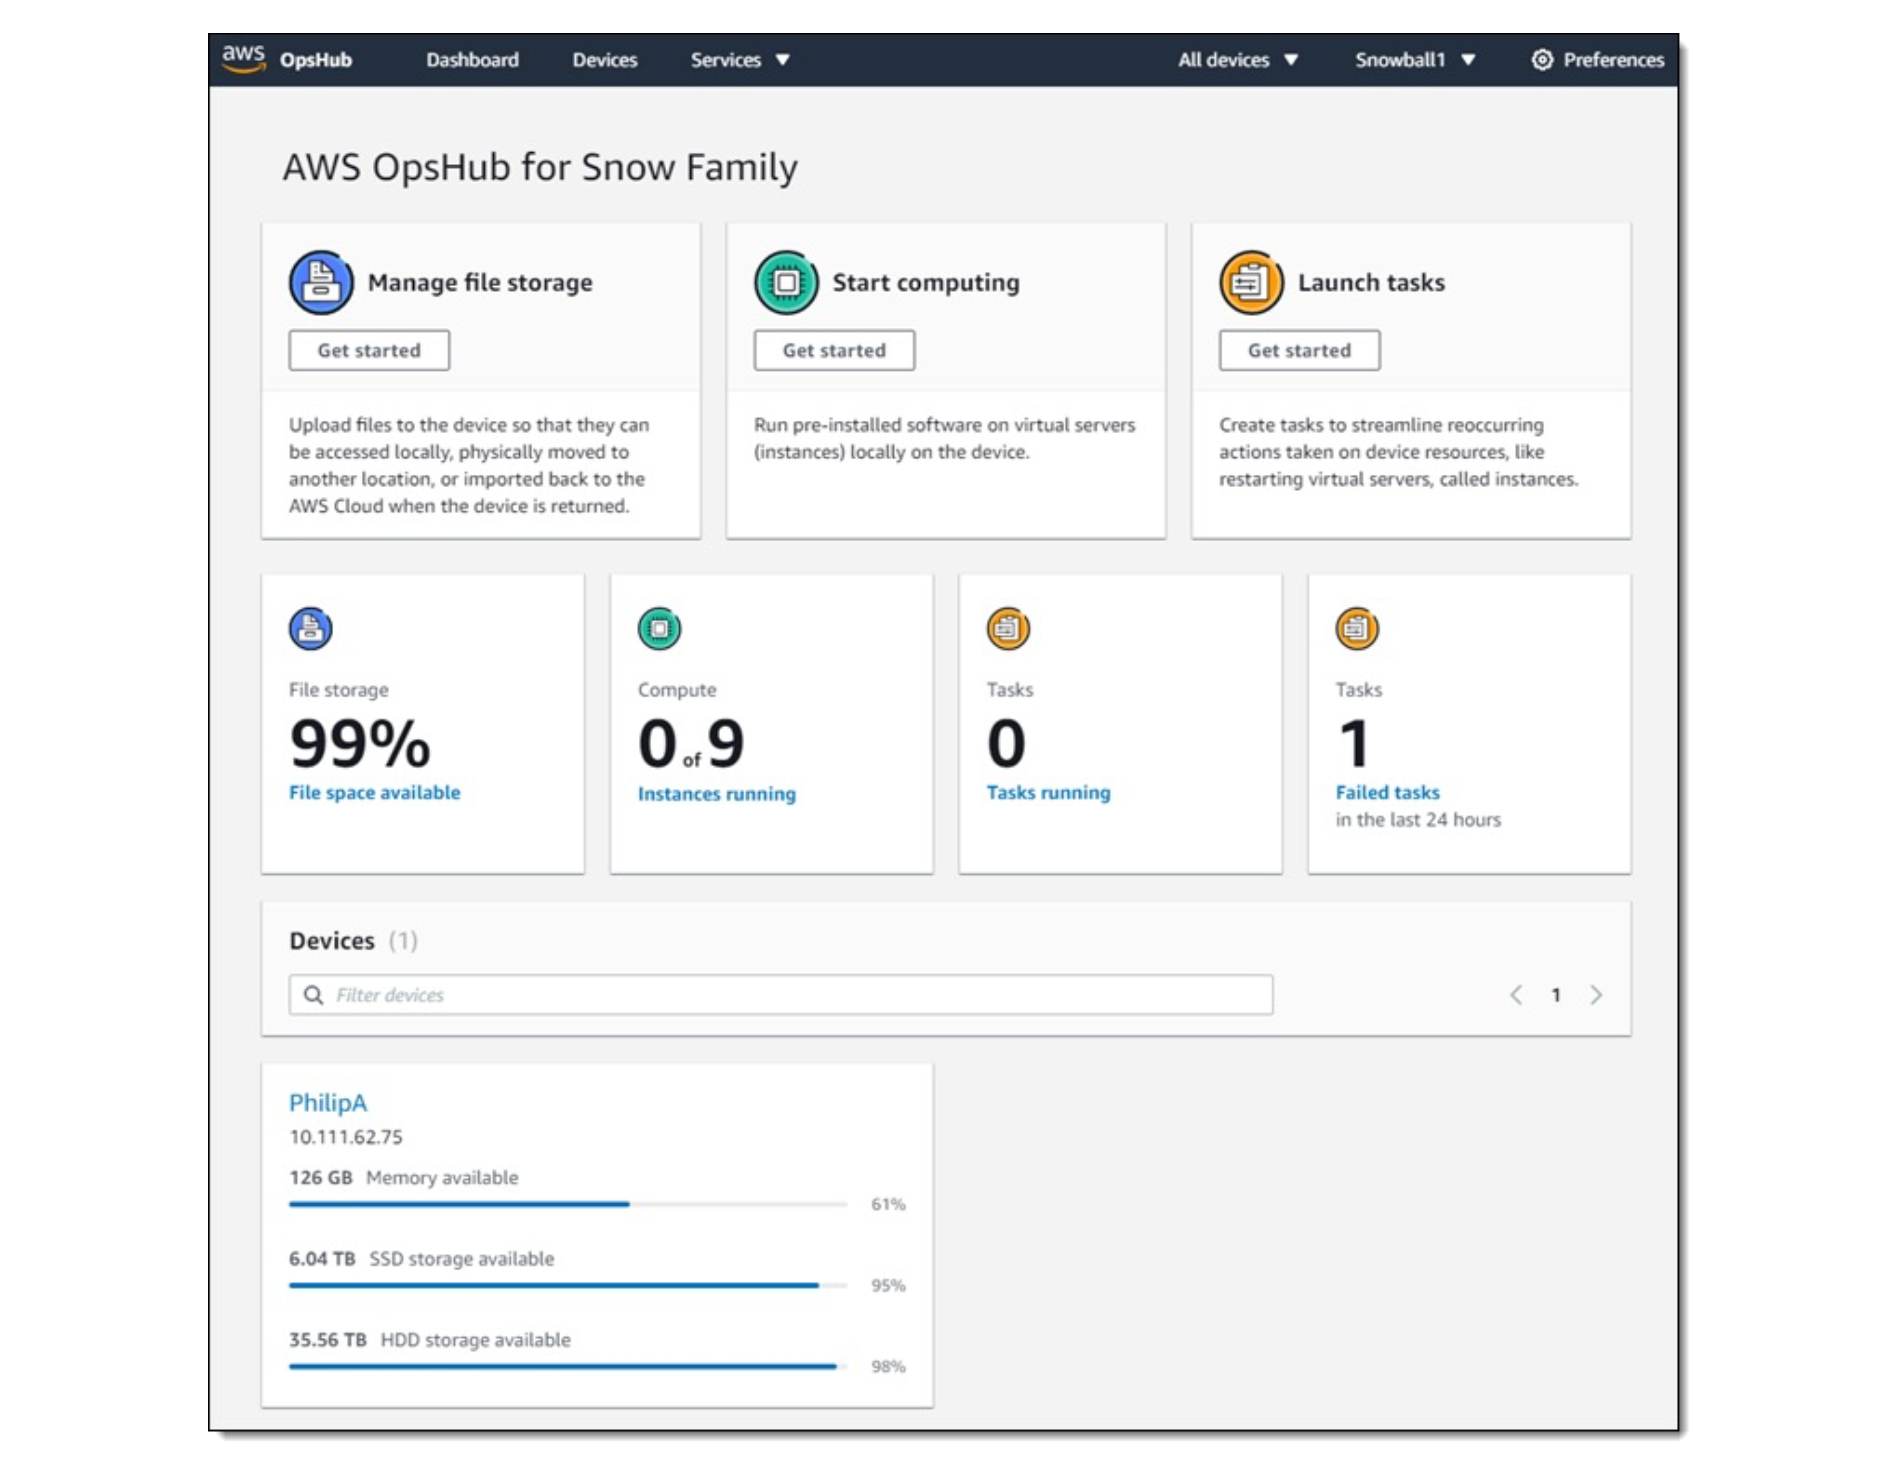 aws OpsHub Dashboard Devices Services All devices Snowball1 Preferences
AWS OpsHub for Snow Family
Manage file storage
Get started
Upload files to the device so that they can
be accessed locally, physically moved to
another location, or imported back to the
AWS Cloud when the device is returned.
Start computing
Get started
Run pre-installed software on virtual servers
(instances) locally on the device.
Launch tasks
Get started
Create tasks to streamline reoccurring
actions taken on device resources, like
restarting virtual servers, called instances.
File storage
99%
File space available
Compute
0 of 9
Instances running
Tasks
0
Tasks running
Tasks
1
Failed tasks
in the last 24 hours
Devices (1)
Filter devices
1
PhilipA
10.111.62.75
126 GB Memory available
61%
6.04 TB SSD storage available
95%
35.56 TB HDD storage available
98%